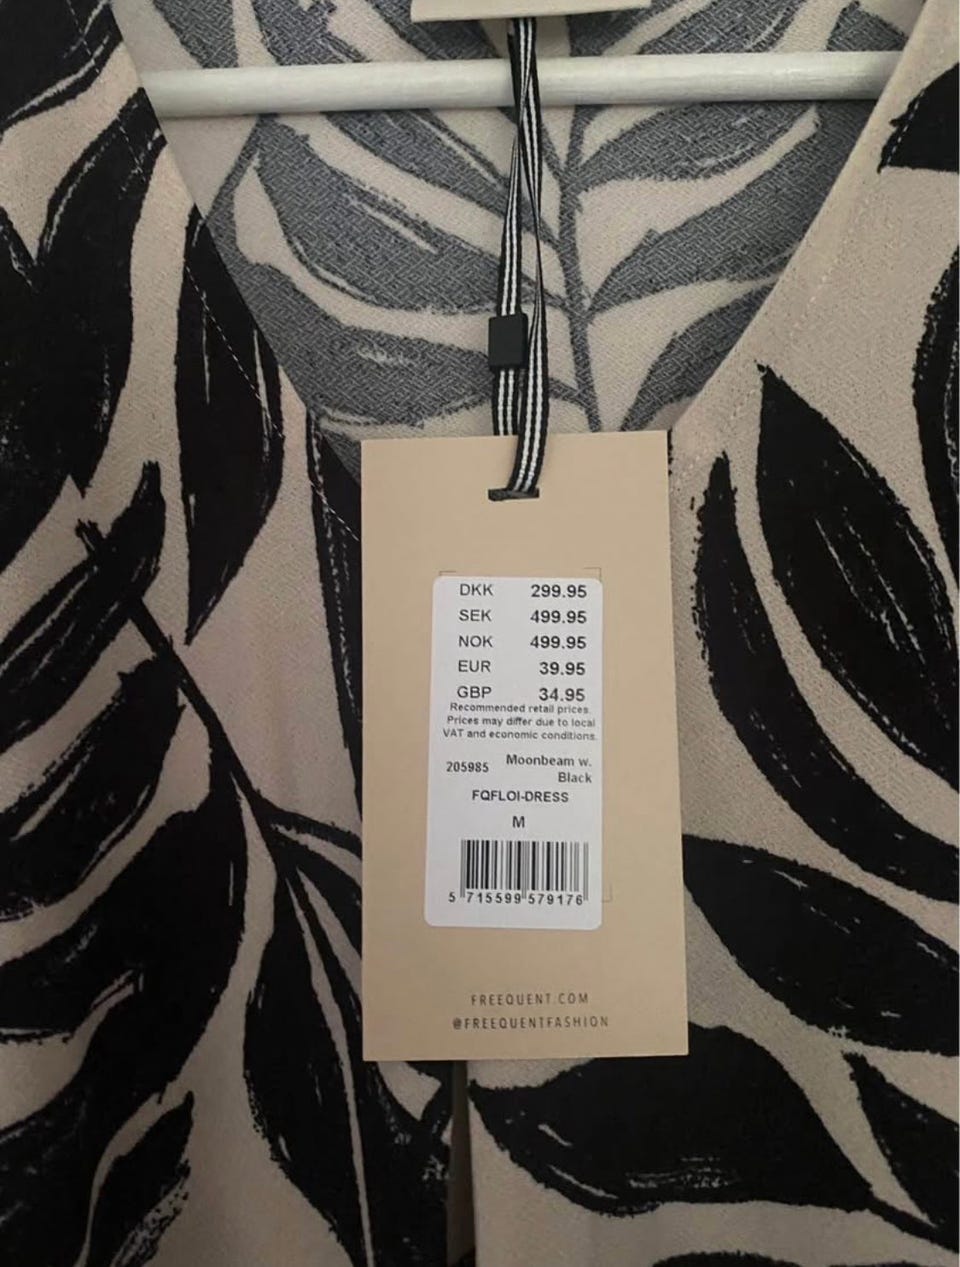 DKK 299.95
SEK 499.95
NOK 499.95
EUR 39.95
GBP 34.95
Recommended retail prices.
Prices may differ due to local
VAT and economic conditions.
205985 Moonbeam w.
Black
FQFLOI-DRESS
M
5 715599 579176
FREEQUENT.COM
@FREEQUENTFASHION